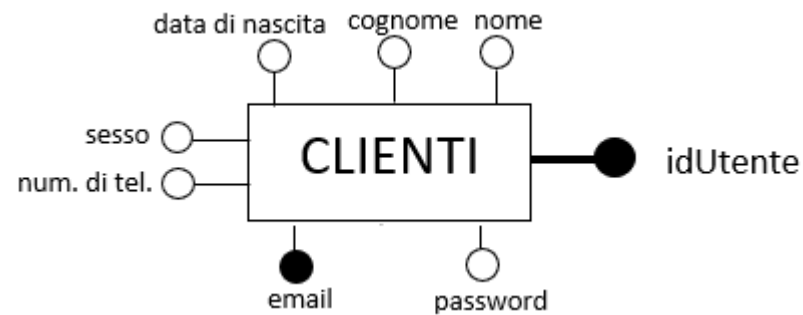 data di nascita
cognome
nome
sesso
CLIENTI
idUtente
num. di tel.
email
password